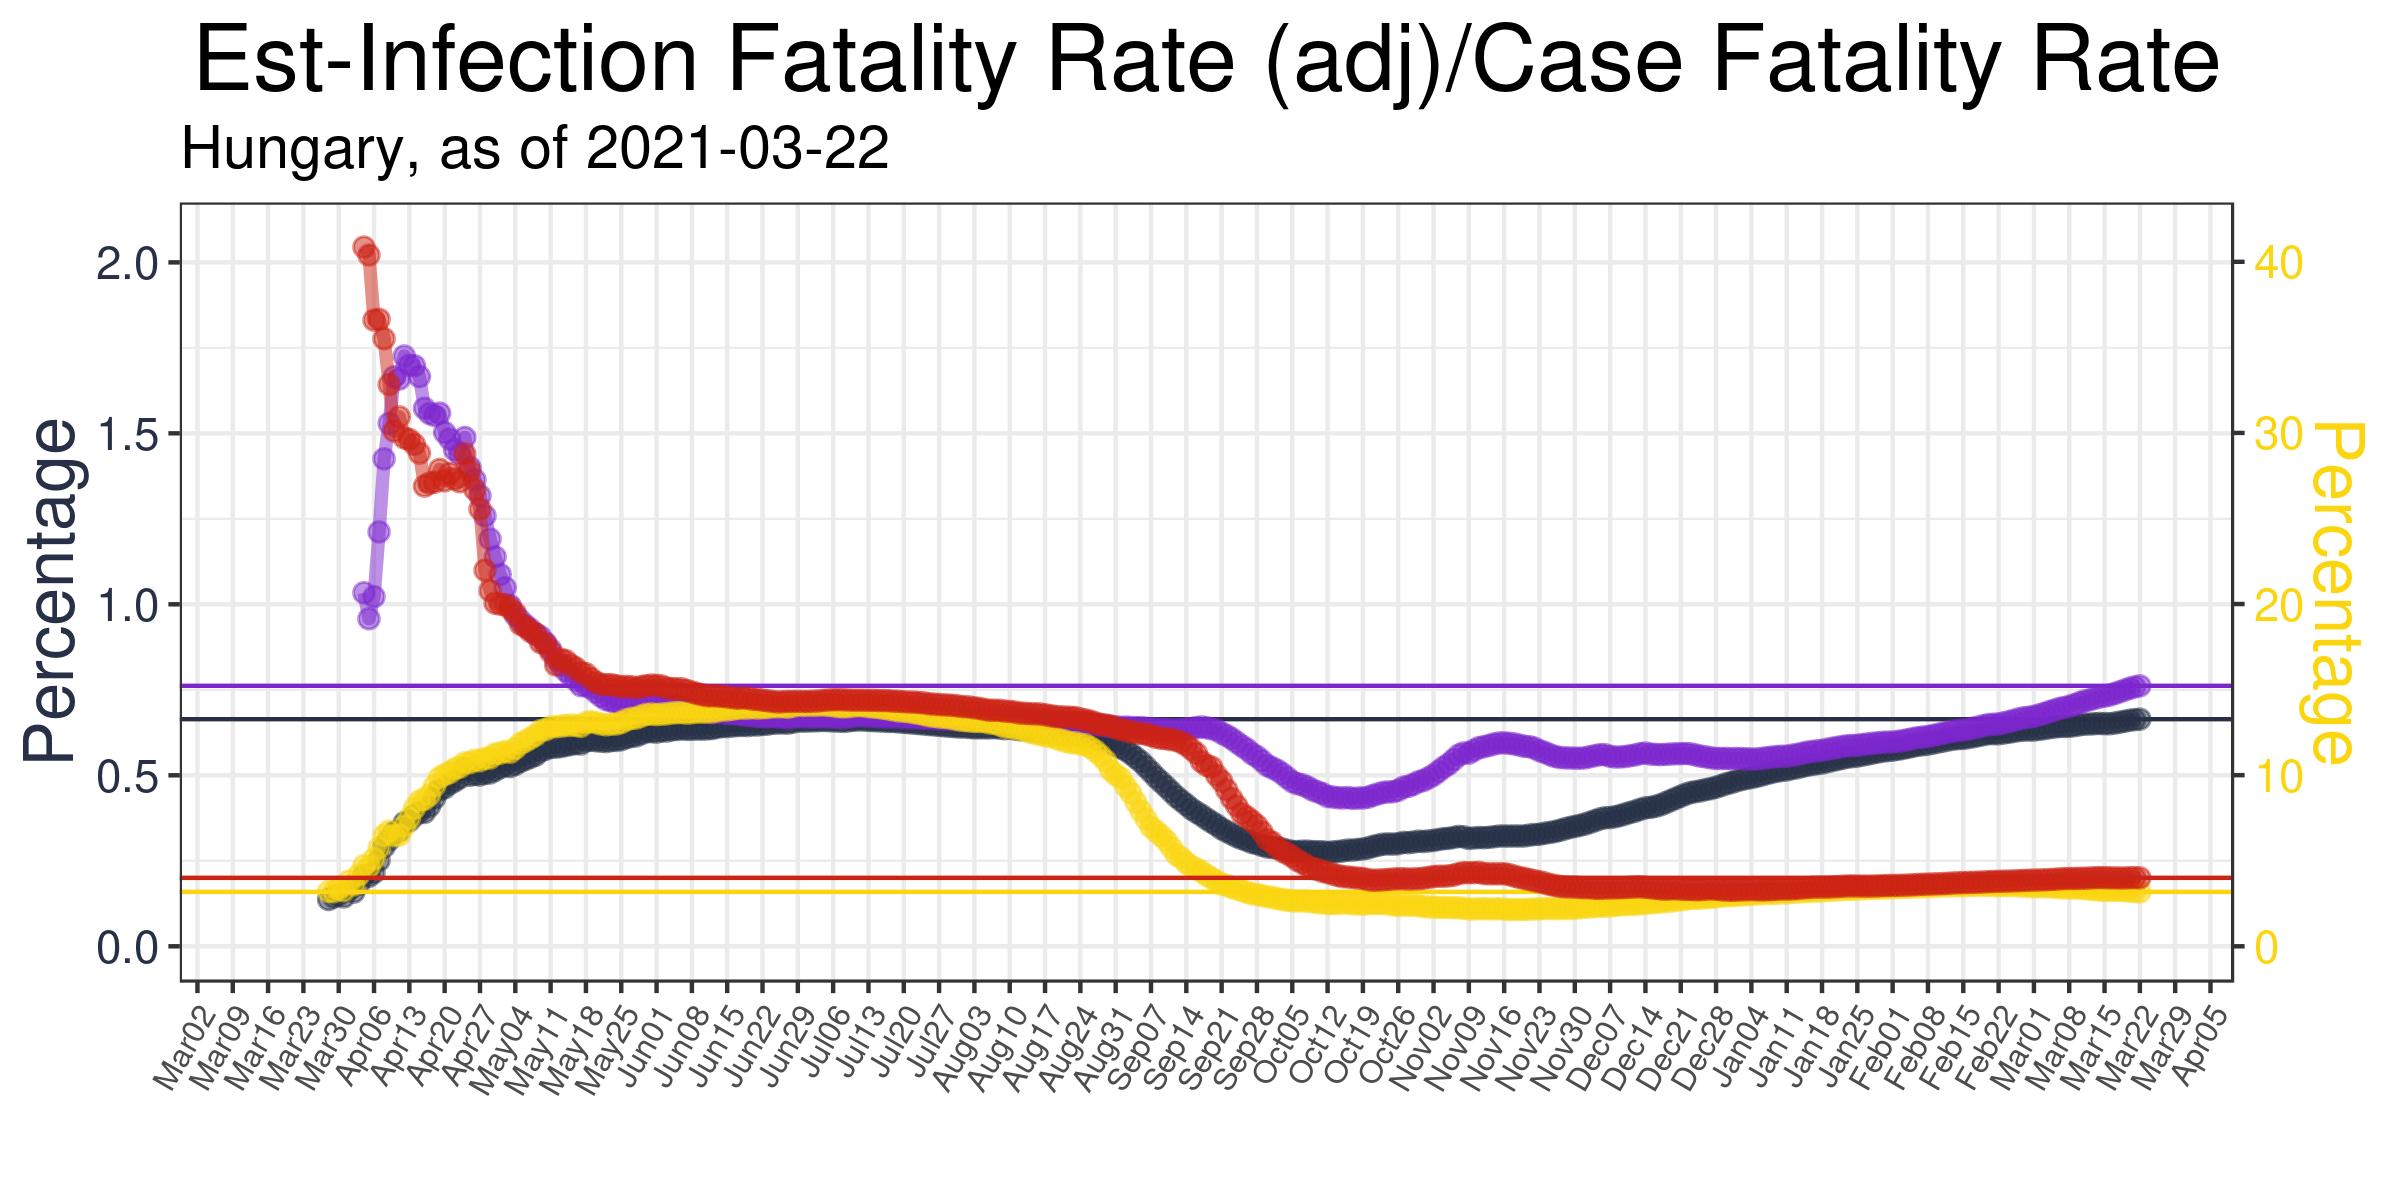 Est-Infection Fatality Rate (adj)/Case Fatality Rate
Hungary, as of 2021-03-22
Percentage
2.0
1.5
1.0
0.5
0.0
40
30
20
10
0
Percentage
Mar02
Mar09
Mar16
Mar23
Mar30
Apr06
Apr13
Apr20
Apr27
May04
May11
May18
May25
Jun01
Jun08
Jun15
Jun22
Jun29
Jul06
Jul13
Jul20
Jul27
Aug03
Aug10
Aug17
Aug24
Aug31
Sep07
Sep14
Sep21
Sep28
Oct05
Oct12
Oct19
Oct26
Nov02
Nov09
Nov16
Nov23
Nov30
Dec07
Dec14
Dec21
Dec28
Jan04
Jan11
Jan18
Jan25
Feb01
Feb08
Feb15
Feb22
Mar01
Mar08
Mar15
Mar22
Mar29
Apr05